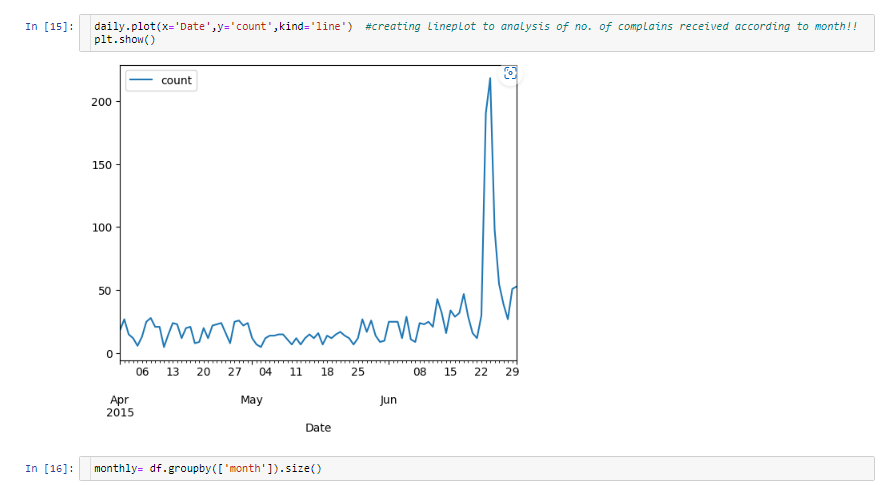 In [15]: daily.plot(x='Date',y='count',kind='line')  #creating lineplot to analysis of no. of complains received according to month!!
plt.show()
count
200
150
100
50
0
06 13 20 27 04 11 18 25 08 15 22 29
Apr May Jun
2015
Date
In [16]: monthly= df.groupby(['month']).size()